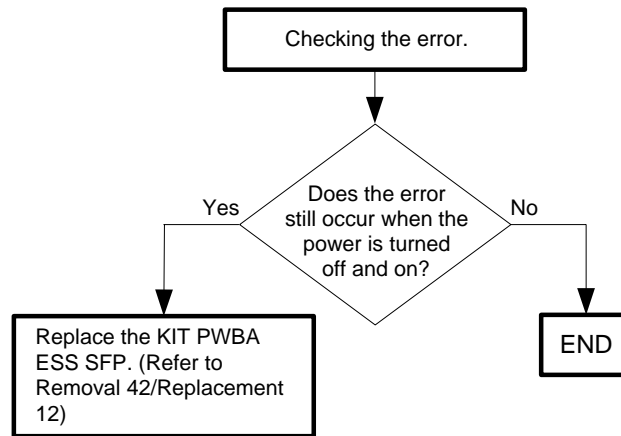 Checking the error.
Does the error
still occur when the
power is turned
off and on?
Yes
No
Replace the KIT PWBA
ESS SFP. (Refer to
Removal 42/Replacement
12)
END